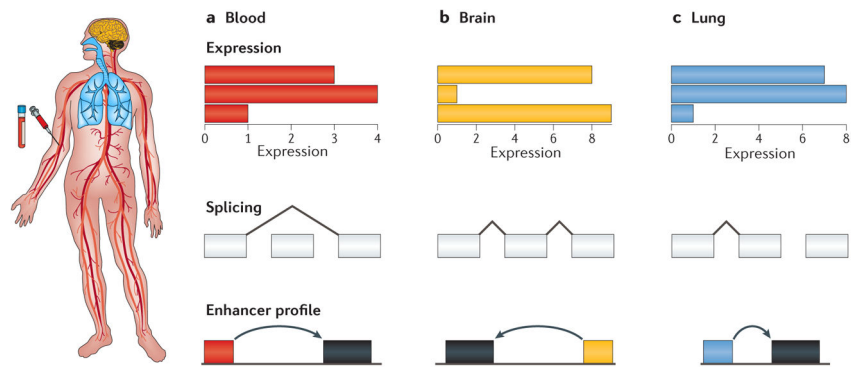 a Blood
b Brain
c Lung
Expression
0 1 2 3 4
Expression
0 2 4 6 8
Expression
0 4 6 8
Expression
Splicing
Enhancer profile